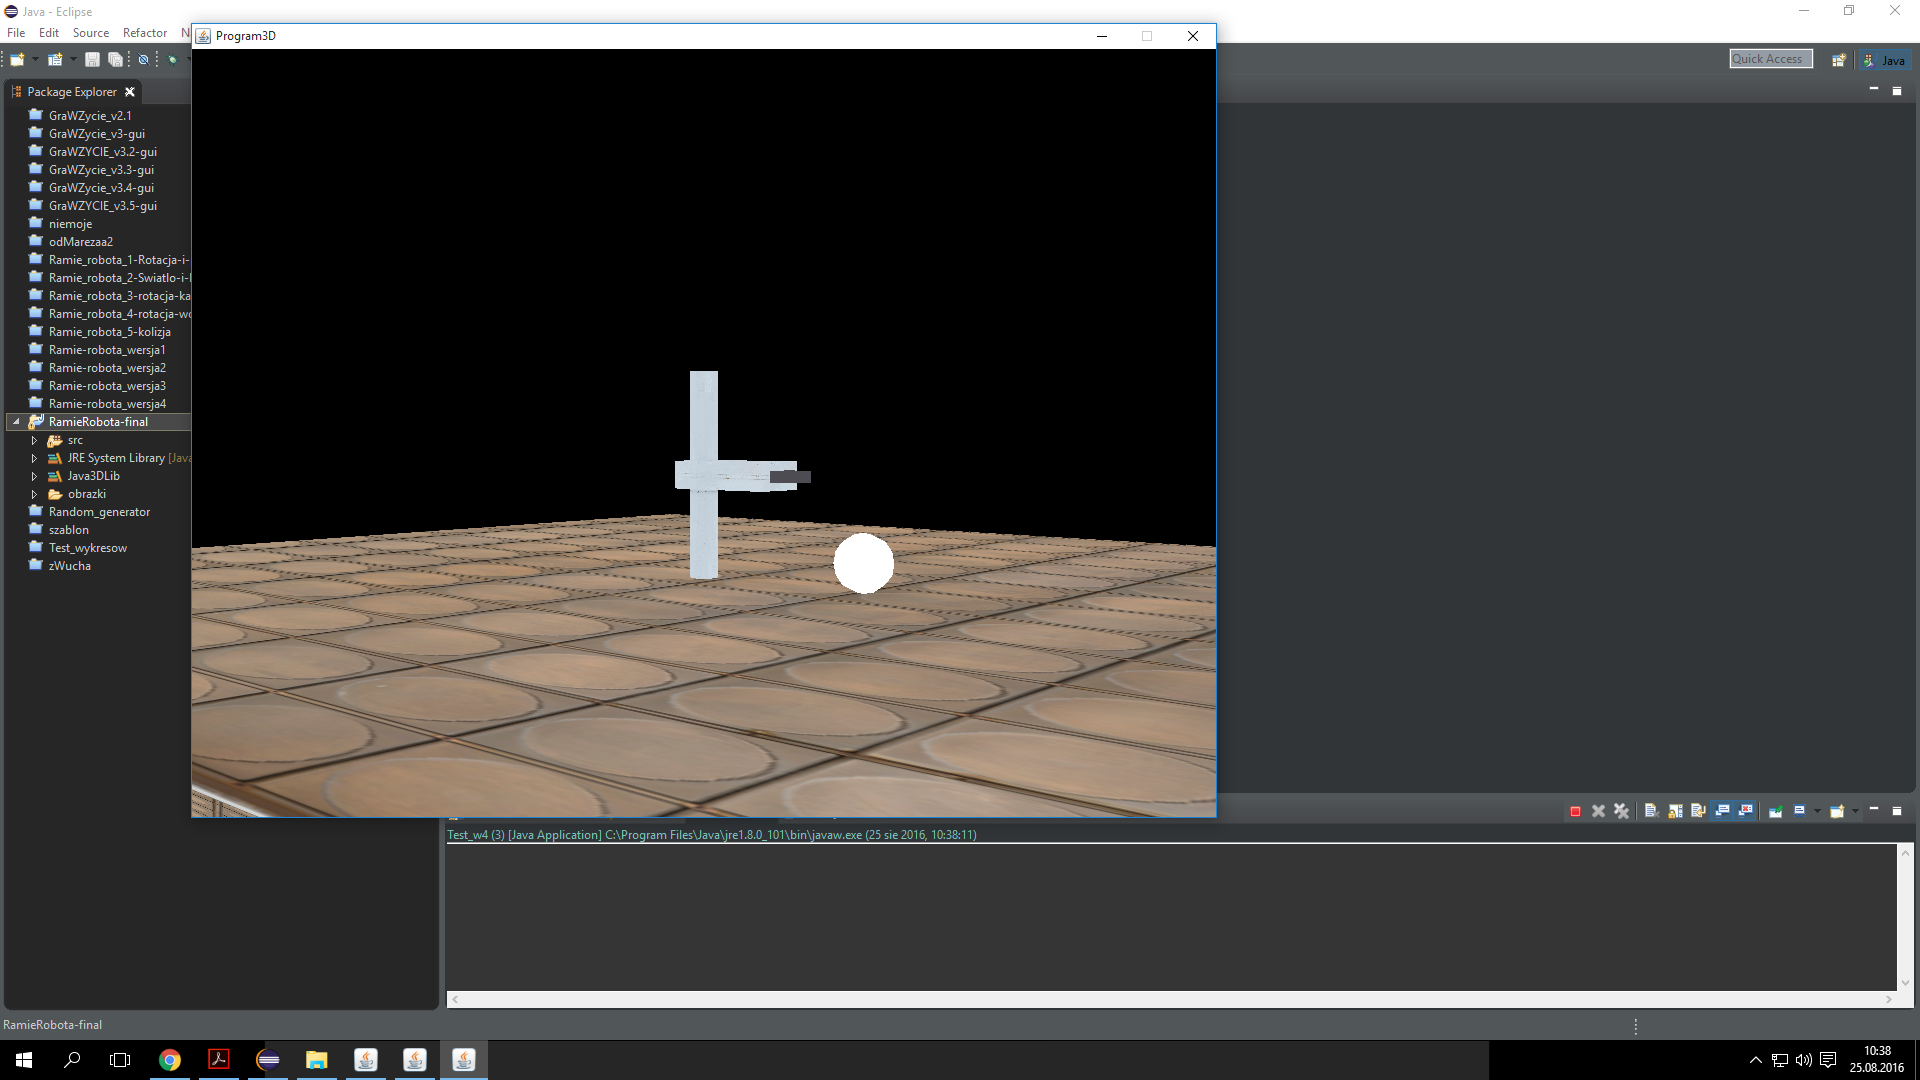 Java - Eclipse
File Edit Source Refactor
Program3D
Quick Access
Java
Package Explorer
GraWZycie_v2.1
GraWZycie_v3-gui
GraWZYCIE_v3.2-gui
GraWZycie_v3.3-gui
GraWZycie_v3.4-gui
GraWZYCIE_v3.5-gui
niemoje
odMarezaa2
Ramie_robota_1-Rotacja-i-
Ramie_robota_2-Swiatlo-i-
Ramie_robota_3-rotacja-ka
Ramie_robota_4-rotacja-wo
Ramie_robota_5-kolizja
Ramie-robota_wersja1
Ramie-robota_wersja2
Ramie-robota_wersja3
Ramie-robota_wersja4
RamieRobota-final
src
JRE System Library [Java
Java3DLib
obrazki
Random_generator
szablon
Test_wykresow
zWucha
Test_w4 (3) [Java Application] C:\Program Files\Java\jre1.8.0_101\bin\javaw.exe (25 sie 2016, 10:38:11)
RamieRobota-final
10:38
25.08.2016